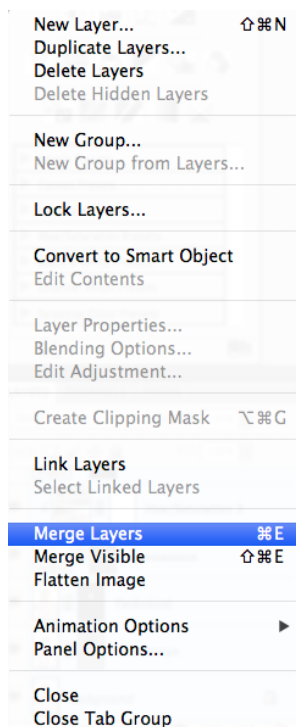 New Layer... ⇧⌘N
Duplicate Layers...
Delete Layers
Delete Hidden Layers
New Group...
New Group from Layers...
Lock Layers...
Convert to Smart Object
Edit Contents
Layer Properties...
Blending Options...
Edit Adjustment...
Create Clipping Mask ⌥⌘G
Link Layers
Select Linked Layers
Merge Layers ⌘E
Merge Visible ⇧⌘E
Flatten Image
Animation Options ▶
Panel Options...
Close
Close Tab Group